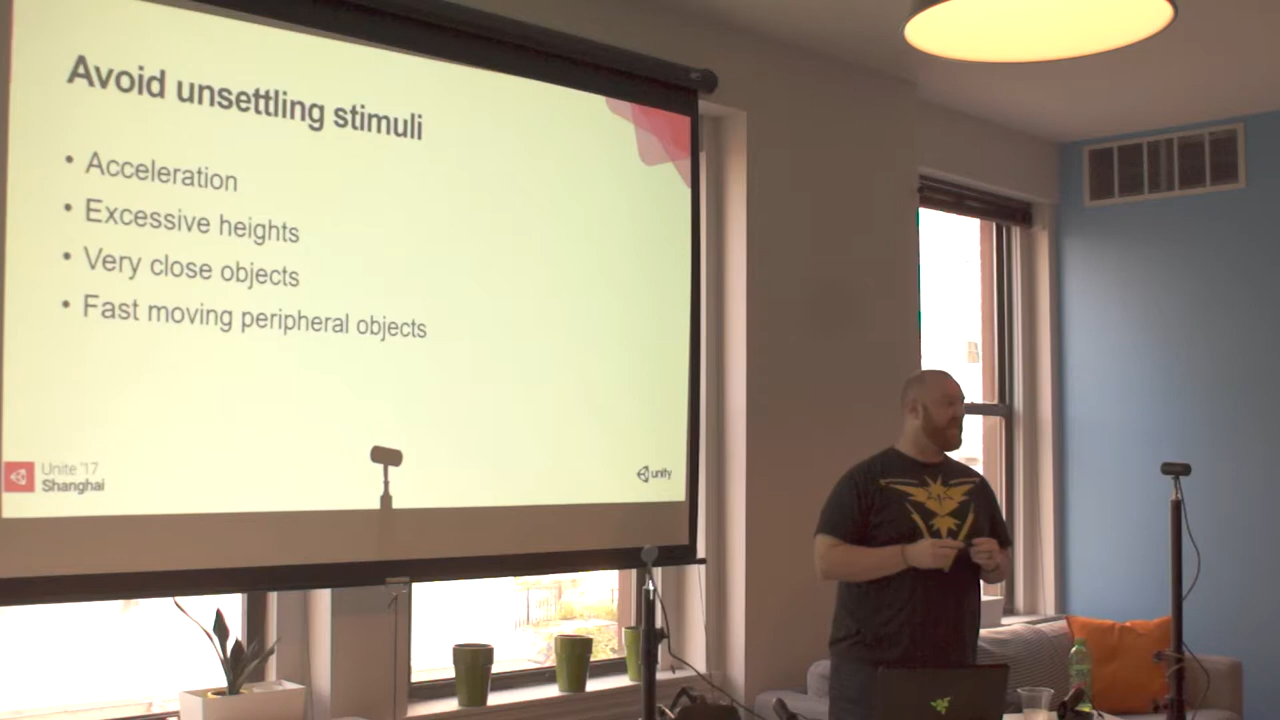 Avoid unsettling stimuli
• Acceleration
• Excessive heights
• Very close objects
• Fast moving peripheral objects
Unite '17
Shanghai
unity